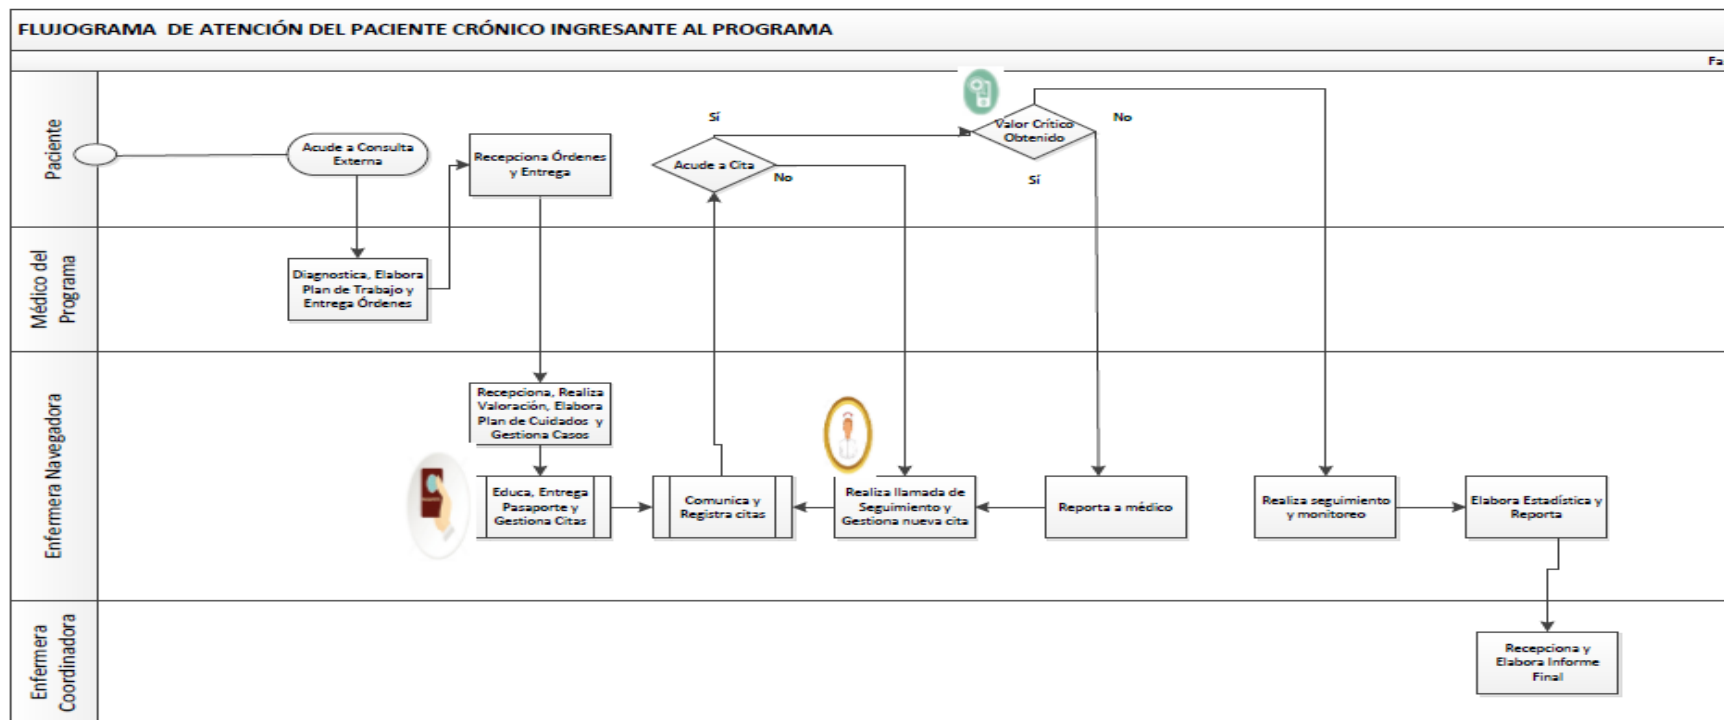 FLUJOGRAMA DE ATENCIÓN DEL PACIENTE CRÓNICO INGRESANTE AL PROGRAMA
Fa
Paciente
Acude a Consulta
Externa
Recepciona Órdenes
y Entrega
Sí
Acude a Cita
No
Valor Crítico
Obtenido
No
Sí
Médico del
Programa
Diagnostica, Elabora
Plan de Trabajo y
Entrega Órdenes
Enfermera Navegadora
Recepciona, Realiza
Valoración, Elabora
Plan de Cuidados y
Gestiona Casos
Educa, Entrega
Pasaporte y
Gestiona Citas
Comunica y
Registra citas
Realiza llamada de
Seguimiento y
Gestiona nueva cita
Reporta a médico
Realiza seguimiento
y monitoreo
Elabora Estadística y
Reporta
Enfermera
Coordinadora
Recepciona y
Elabora Informe
Final